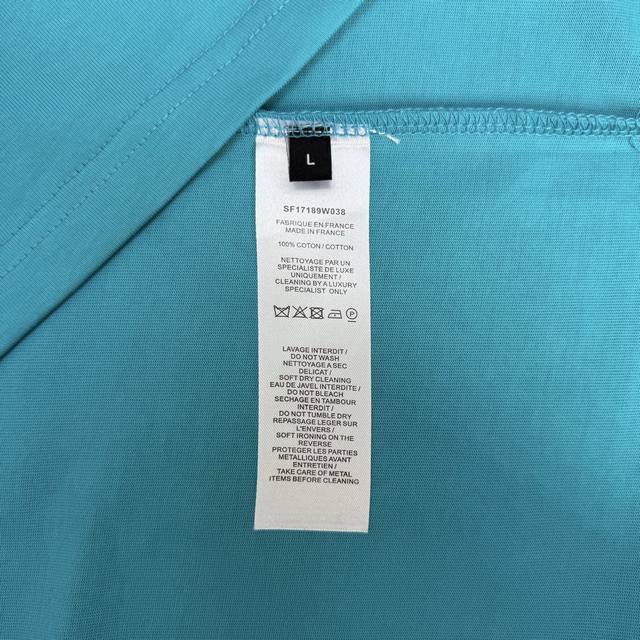 L
SF17189W038
FABRIQUE EN FRANCE
MADE IN FRANCE
100% COTON / COTTON
NETTOYAGE PAR UN
SPECIALISTE DE LUXE
UNIQUEMENT /
CLEANING BY A LUXURY
SPECIALIST ONLY
P
LAVAGE INTERDIT /
DO NOT WASH
NETTOYAGE A SEC
DELICAT /
SOFT DRY CLEANING
EAU DE JAVEL INTERDITE /
DO NOT BLEACH
SECHAGE EN TAMBOUR
INTERDIT /
DO NOT TUMBLE DRY
REPASSAGE LEGER SUR
L'ENVERS /
SOFT IRONING ON THE
REVERSE
PROTEGER LES PARTIES
METALLIQUES AVANT
ENTRETIEN /
TAKE CARE OF METAL
ITEMS BEFORE CLEANING